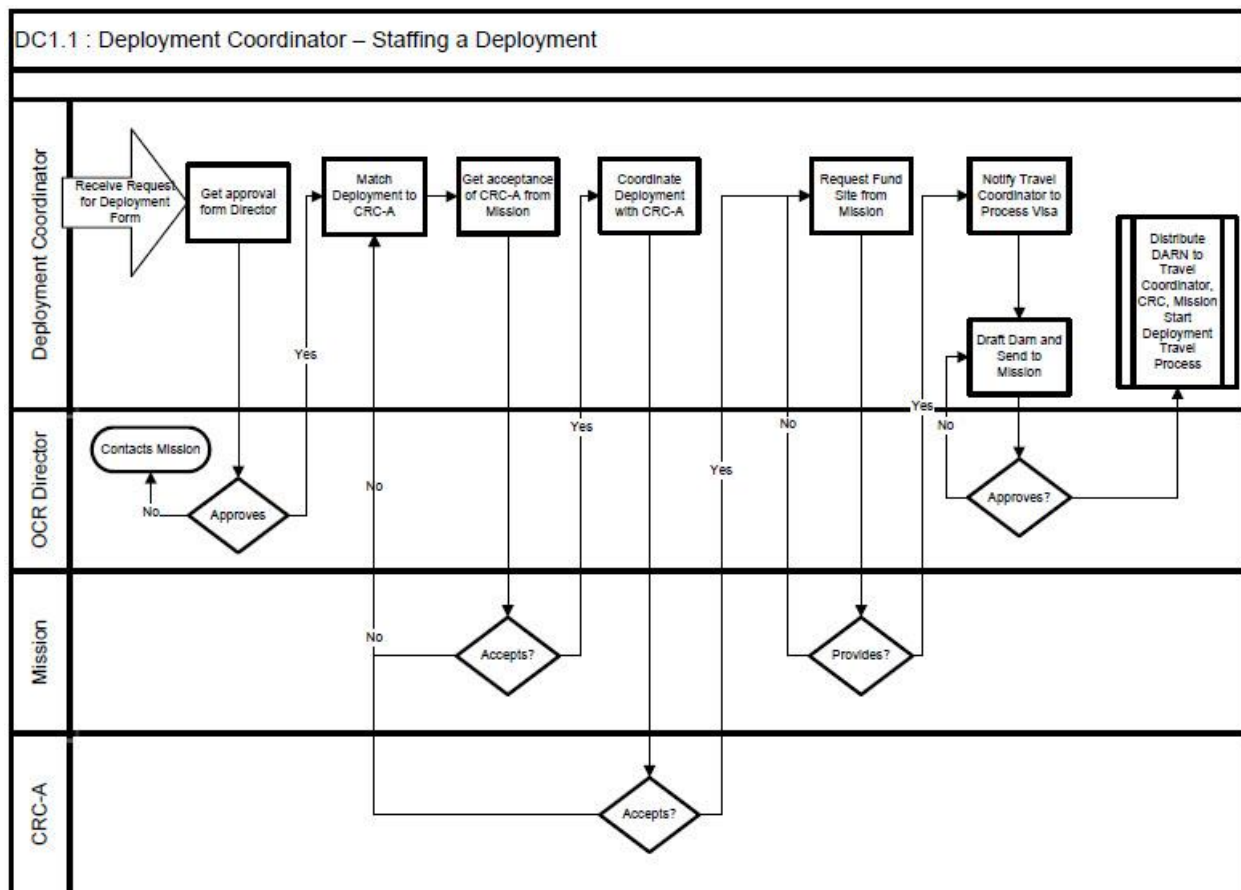 DC1.1 : Deployment Coordinator – Staffing a Deployment
Deployment Coordinator
Receive Request
for Deployment
Form
Get approval
form Director
Match
Deployment to
CRC-A
Get acceptance
of CRC-A from
Mission
Coordinate
Deployment
with CRC-A
Request Fund
Site from
Mission
Notify Travel
Coordinator to
Process Visa
Distribute
DARN to
Travel
Coordinator,
CRC, Mission
Start
Deployment
Travel
Process
Draft Darn and
Send to
Mission
Yes
OCR Director
Contacts Mission
No
Approves
No
Yes
Yes
No
Yes
No
Approves?
Mission
No
Accepts?
Provides?
CRC-A
Accepts?